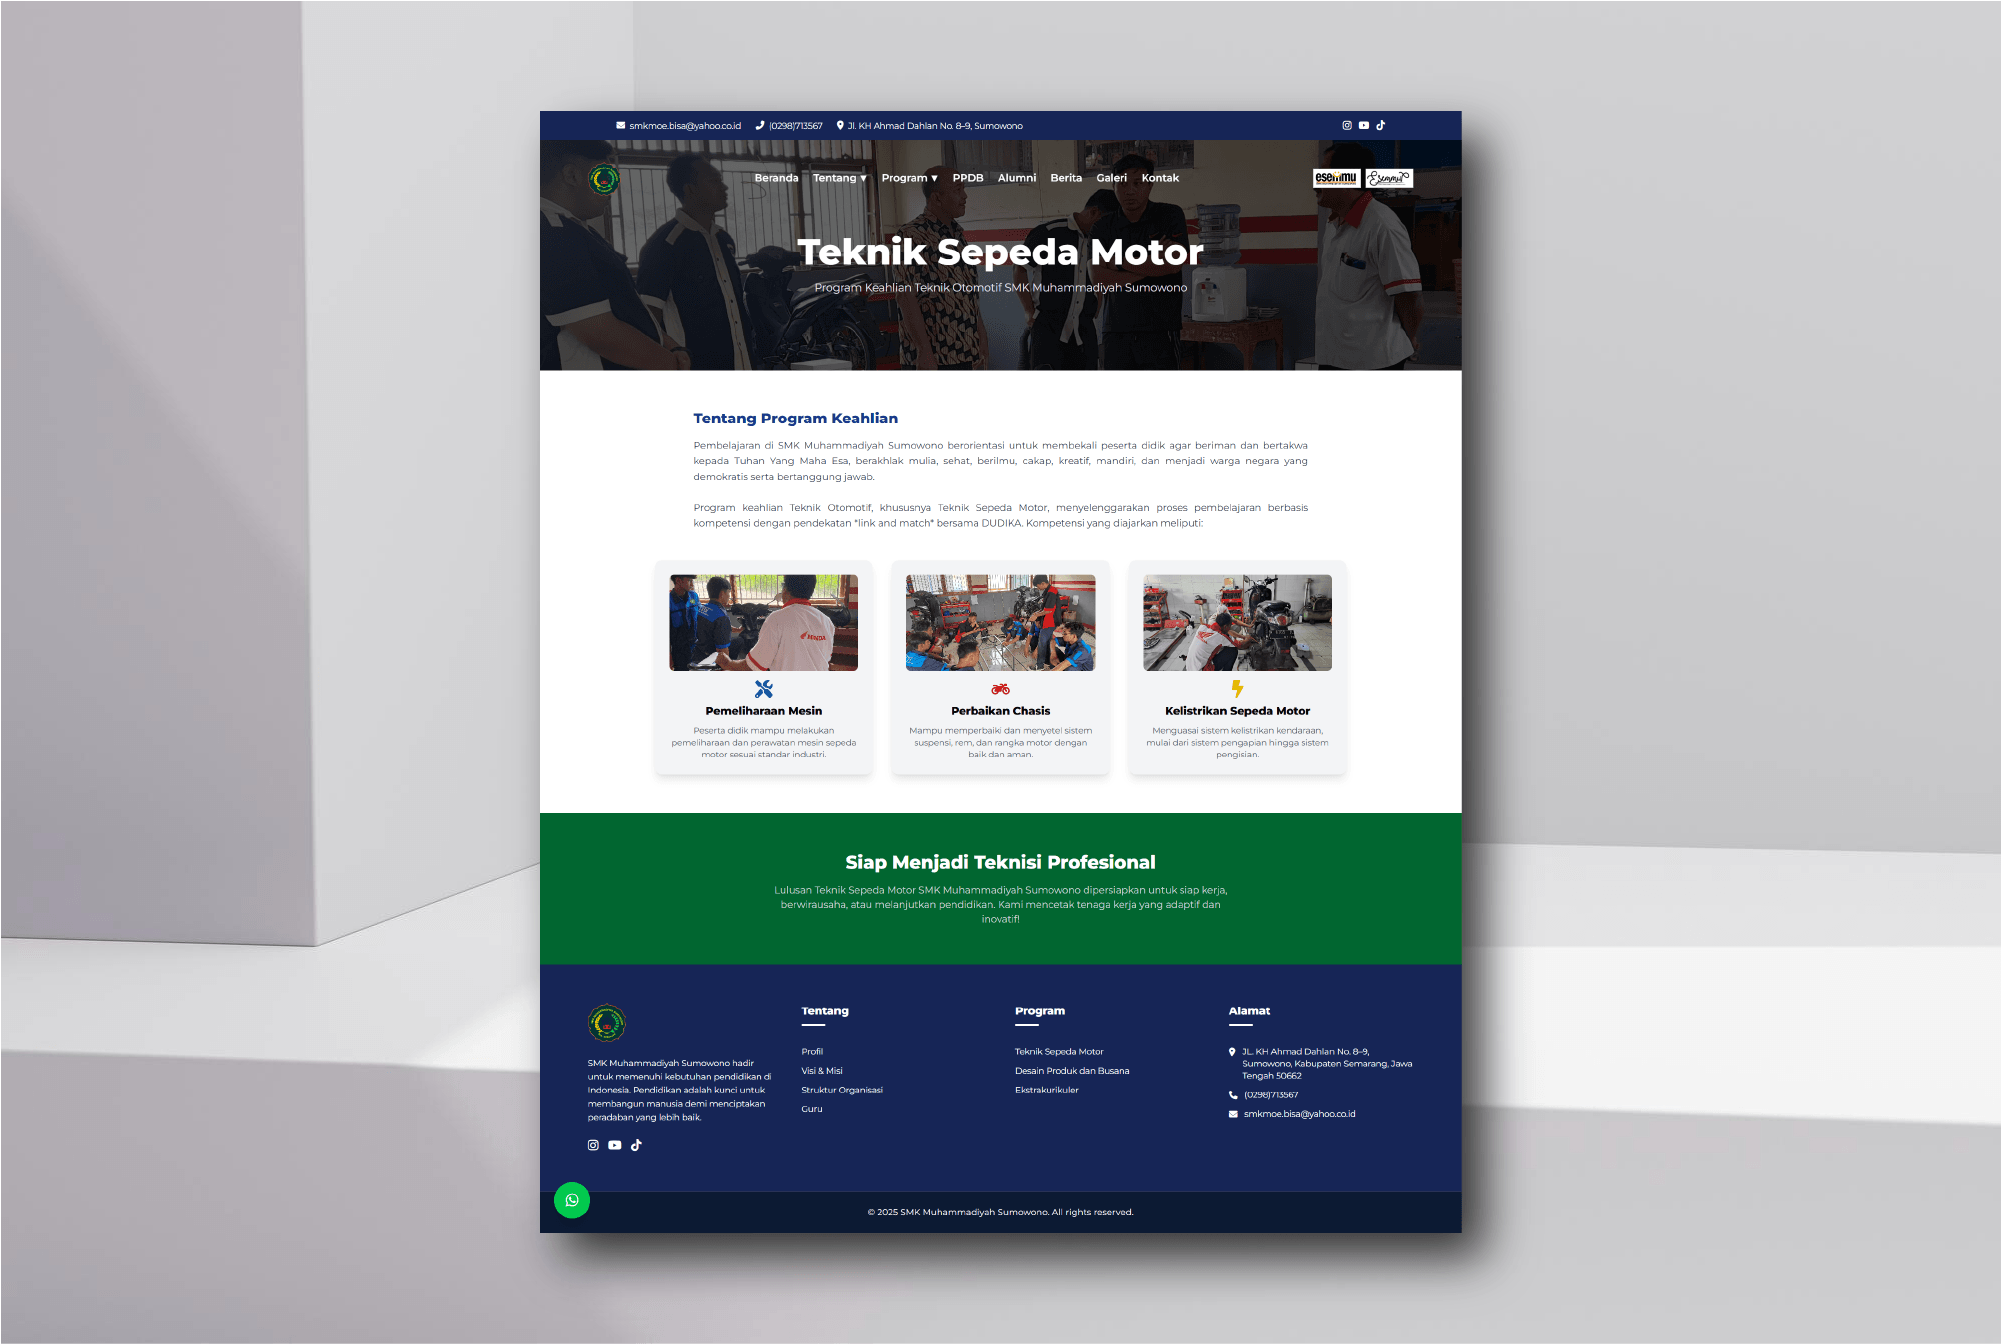 smkmoe.bisa@yahoo.co.id (0298)713567 Jl. KH Ahmad Dahlan No. 8–9, Sumowono
Beranda Tentang ▾ Program ▾ PPDB Alumni Berita Galeri Kontak
esemmu
Teknik Sepeda Motor
Program Keahlian Teknik Otomotif SMK Muhammadiyah Sumowono
Tentang Program Keahlian
Pembelajaran di SMK Muhammadiyah Sumowono berorientasi untuk membekali peserta didik agar beriman dan bertakwa
kepada Tuhan Yang Maha Esa, berakhlak mulia, sehat, berilmu, cakap, kreatif, mandiri, dan menjadi warga negara yang
demokratis serta bertanggung jawab.
Program keahlian Teknik Otomotif, khususnya Teknik Sepeda Motor, menyelenggarakan proses pembelajaran berbasis
kompetensi dengan pendekatan *link and match* bersama DUDIKA. Kompetensi yang diajarkan meliputi:
Pemeliharaan Mesin
Peserta didik mampu melakukan
pemeliharaan dan perawatan mesin sepeda
motor sesuai standar industri.
Perbaikan Chasis
Mampu memperbaiki dan menyetel sistem
suspensi, rem, dan rangka motor dengan
baik dan aman.
Kelistrikan Sepeda Motor
Menguasai sistem kelistrikan kendaraan,
mulai dari sistem pengapian hingga sistem
pengisian.
Siap Menjadi Teknisi Profesional
Lulusan Teknik Sepeda Motor SMK Muhammadiyah Sumowono dipersiapkan untuk siap kerja,
berwirausaha, atau melanjutkan pendidikan. Kami mencetak tenaga kerja yang adaptif dan
inovatif!
SMK Muhammadiyah Sumowono hadir
untuk memenuhi kebutuhan pendidikan di
Indonesia. Pendidikan adalah kunci untuk
membangun manusia demi menciptakan
peradaban yang lebih baik.
Tentang
Profil
Visi & Misi
Struktur Organisasi
Guru
Program
Teknik Sepeda Motor
Desain Produk dan Busana
Ekstrakurikuler
Alamat
JL. KH Ahmad Dahlan No. 8–9,
Sumowono, Kabupaten Semarang, Jawa
Tengah 50662
(0298)713567
smkmoe.bisa@yahoo.co.id
© 2025 SMK Muhammadiyah Sumowono. All rights reserved.